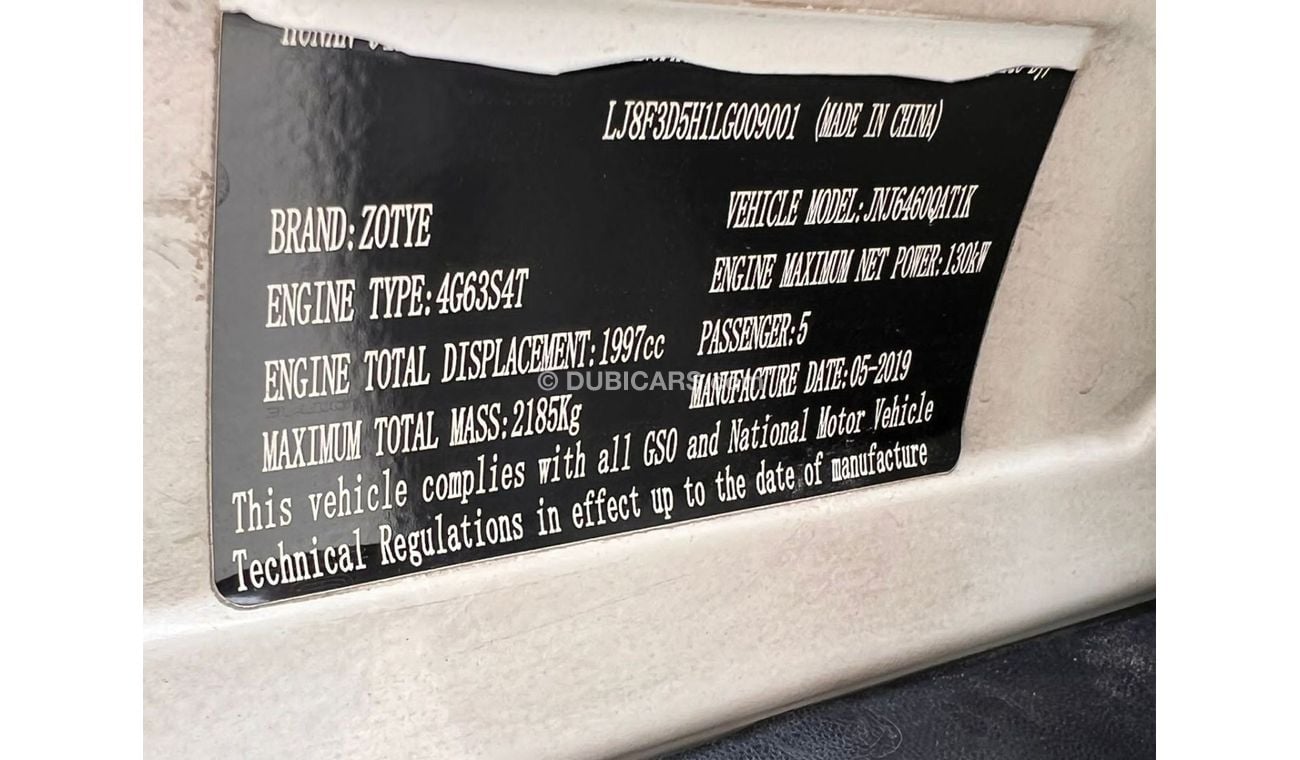 LJ8F3D5H1LG009001 (MADE IN CHINA)
BRAND:ZOTYE VEHICLE MODEL:JNJ6460QAT1K
ENGINE TYPE:4G63S4T ENGINE MAXIMUM NET POWER:130kW
ENGINE TOTAL DISPLACEMENT:1997cc PASSENGER:5
MAXIMUM TOTAL MASS:2185Kg MANUFACTURE DATE:05-2019
This vehicle complies with all GSO and National Motor Vehicle
Technical Regulations in effect up to the date of manufacture
© DUBICARS.com